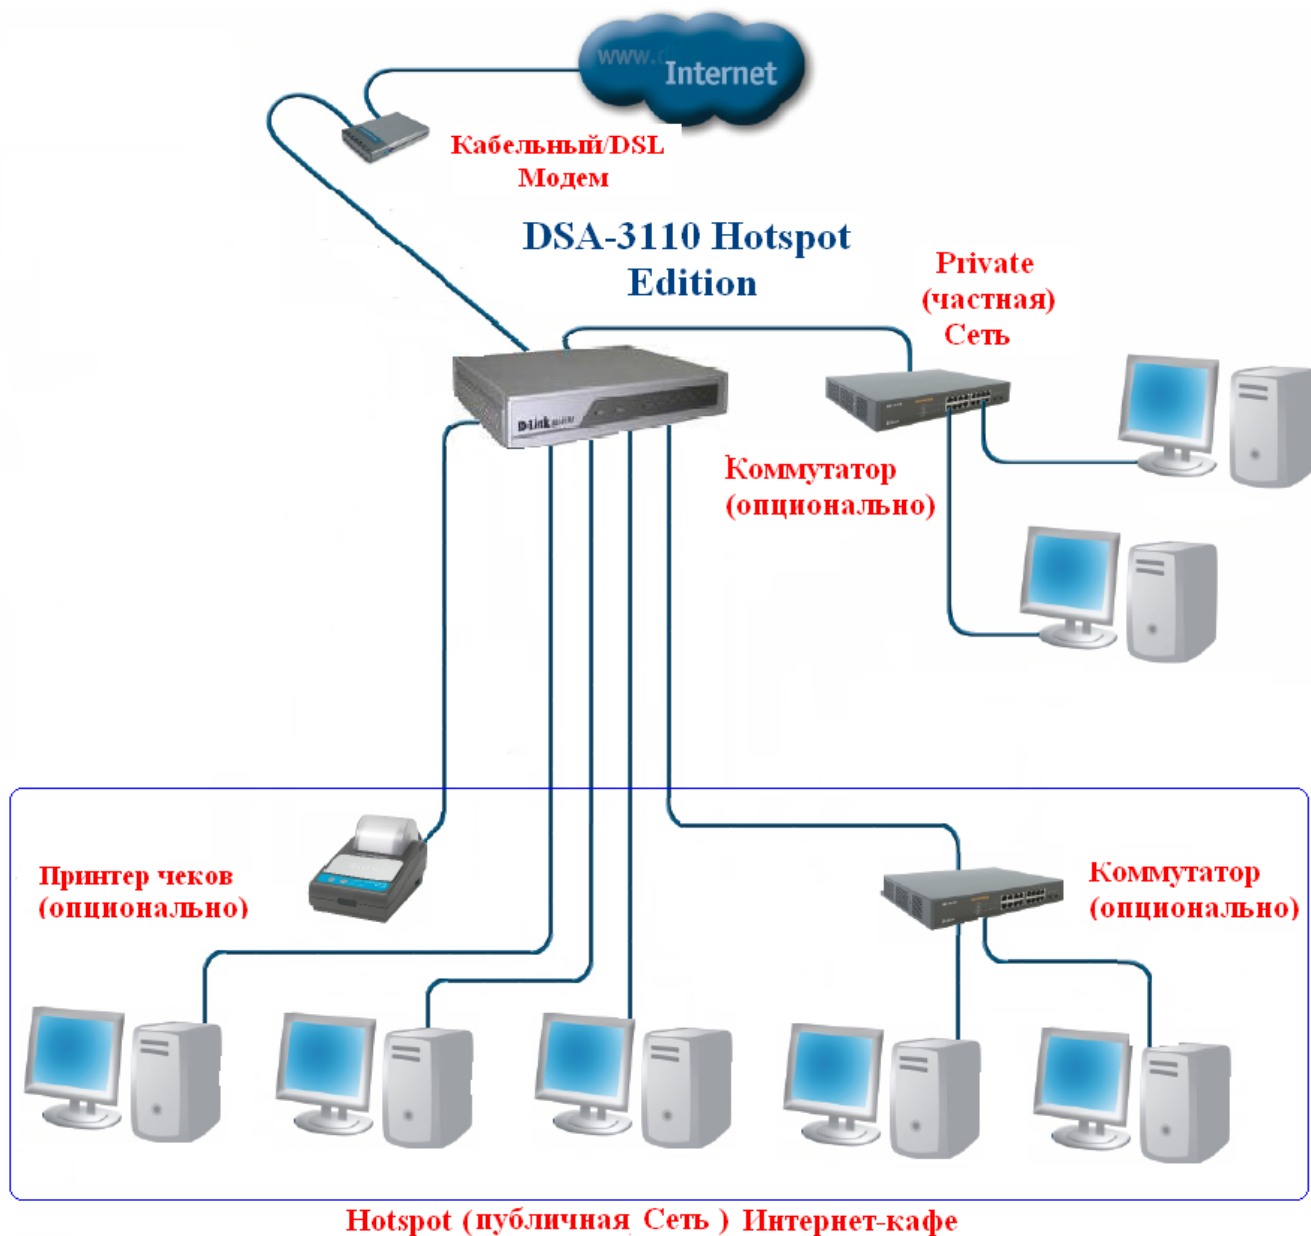 www.d
Internet
Кабельный/DSL
Модем
DSA-3110 Hotspot
Edition
Private
(частная)
Сеть
D-Link
Коммутатор
(опционально)
Принтер чеков
(опционально)
Коммутатор
(опционально)
Hotspot (публичная Сеть ) Интернет-кафе